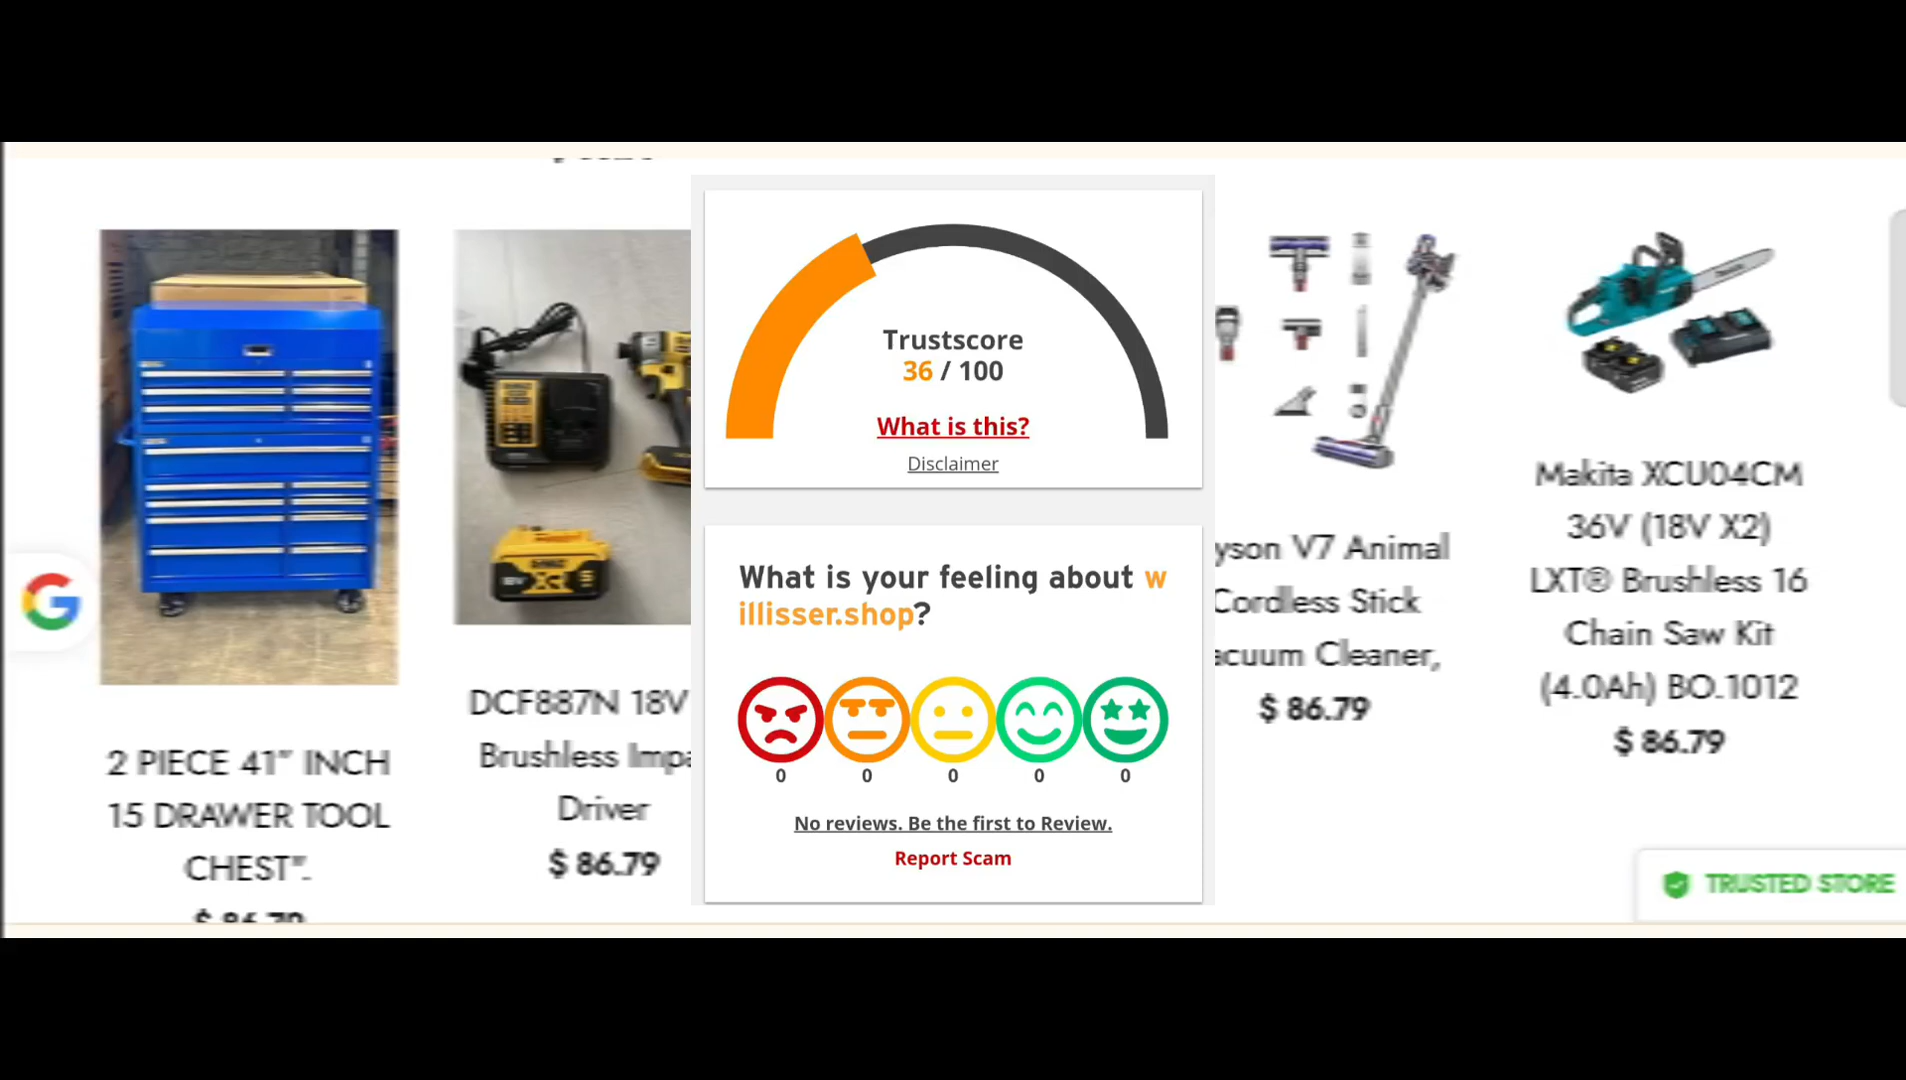 2 PIECE 41" INCH
15 DRAWER TOOL
CHEST".
$ 86.79
DCF887N 18V
Brushless Impa
Driver
$ 86.79
Trustscore
36 / 100
What is this?
Disclaimer
What is your feeling about w
illisser.shop?
0 0 0 0 0
No reviews. Be the first to Review.
Report Scam
yson V7 Animal
Cordless Stick
acuum Cleaner,
$ 86.79
Makita XCU04CM
36V (18V X2)
LXT® Brushless 16
Chain Saw Kit
(4.0Ah) BO.1012
$ 86.79
TRUSTED STORE